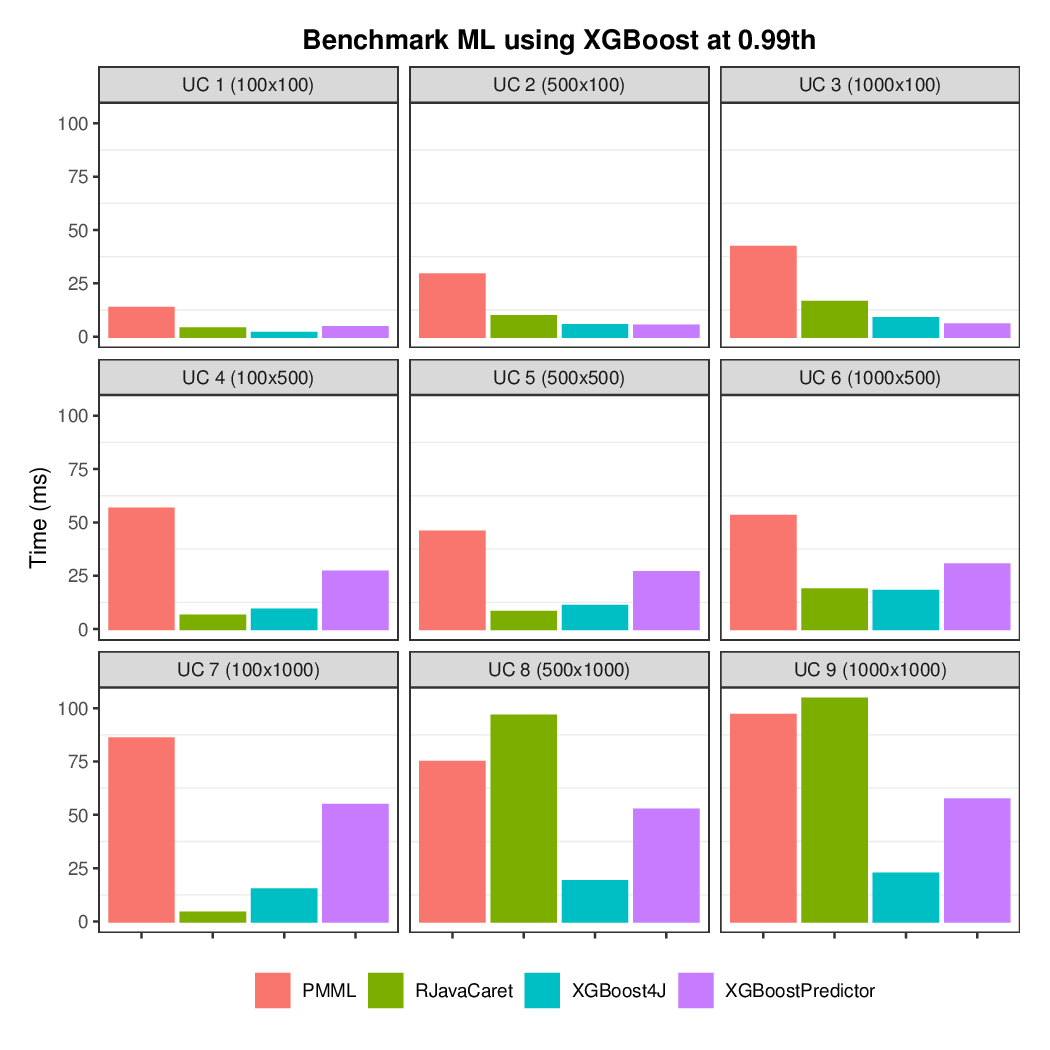 Benchmark ML using XGBoost at 0.99th
UC 1 (100x100)
UC 2 (500x100)
UC 3 (1000x100)
100
75
50
25
0
UC 4 (100x500)
UC 5 (500x500)
UC 6 (1000x500)
100
75
50
25
0
Time (ms)
UC 7 (100x1000)
UC 8 (500x1000)
UC 9 (1000x1000)
100
75
50
25
0
PMML
RJavaCaret
XGBoost4J
XGBoostPredictor